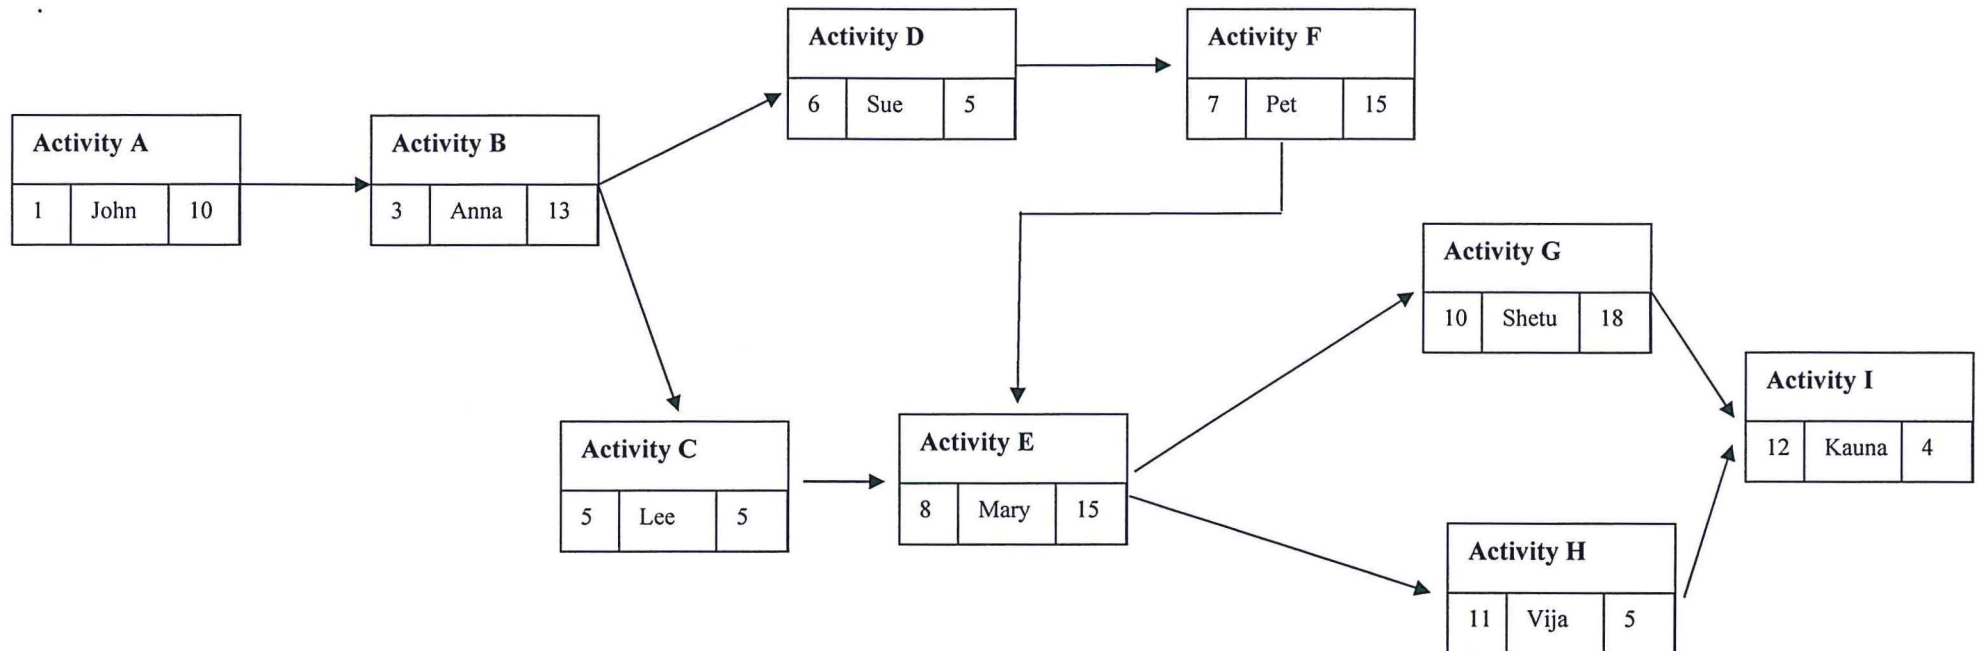 Activity A
1 John 10
Activity B
3 Anna 13
Activity D
6 Sue 5
Activity F
7 Pet 15
Activity C
5 Lee 5
Activity E
8 Mary 15
Activity G
10 Shetu 18
Activity H
11 Vija 5
Activity I
12 Kauna 4